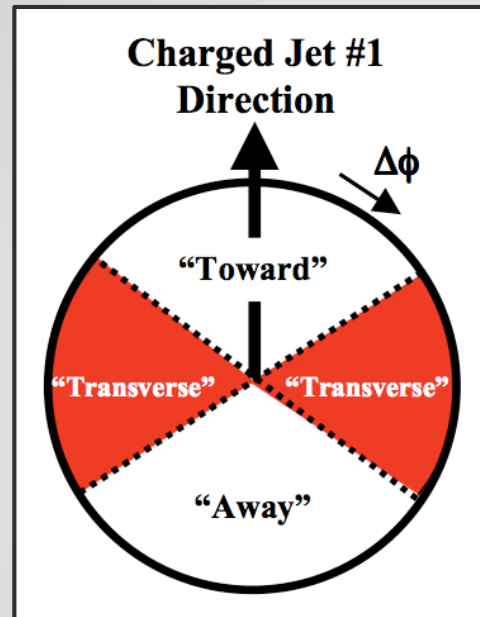 Charged Jet #1
Direction
Δϕ
“Toward”
“Transverse” “Transverse”
“Away”